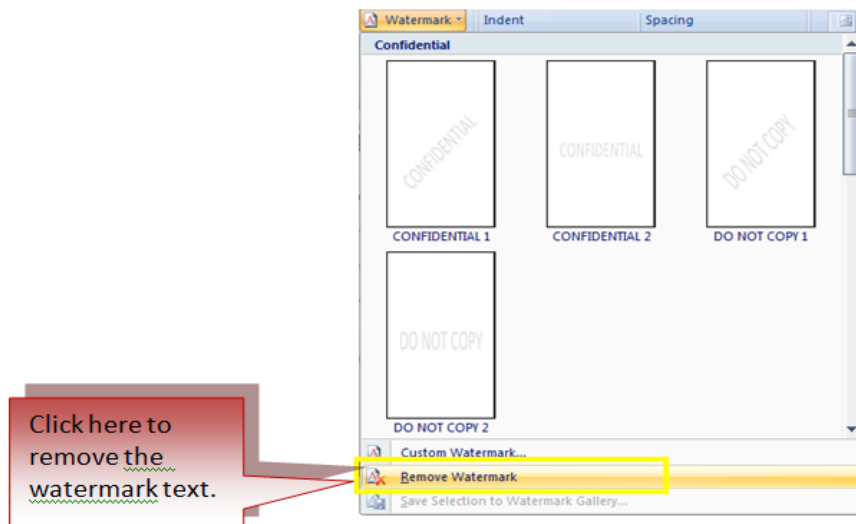 Watermark Indent Spacing
Confidential
CONFIDENTIAL CONFIDENTIAL DO NOT COPY
CONFIDENTIAL 1 CONFIDENTIAL 2 DO NOT COPY 1
DO NOT COPY
DO NOT COPY 2
Custom Watermark...
Remove Watermark
Save Selection to Watermark Gallery...
Click here to
remove the
watermark text.